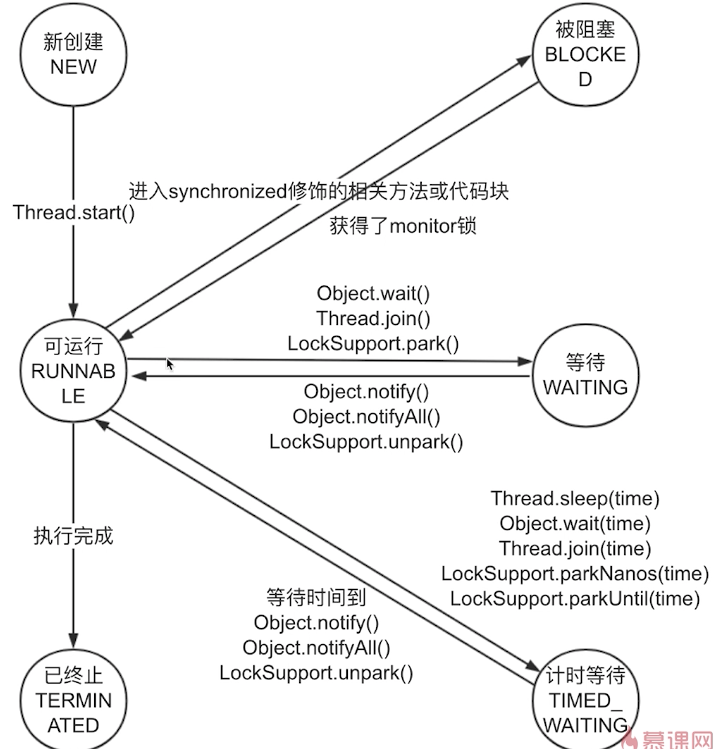 新创建
NEW
被阻塞
BLOCKE
D
进入synchronized修饰的相关方法或代码块
Thread.start()
获得了monitor锁
Object.wait()
Thread.join()
LockSupport.park()
可运行
RUNNAB
LE
等待
WAITING
Object.notify()
Object.notifyAll()
LockSupport.unpark()
Thread.sleep(time)
Object.wait(time)
Thread.join(time)
LockSupport.parkNanos(time)
LockSupport.parkUntil(time)
执行完成
等待时间到
Object.notify()
Object.notifyAll()
LockSupport.unpark()
已终止
TERMIN
ATED
计时等待
TIMED_
WAITING
慕课网